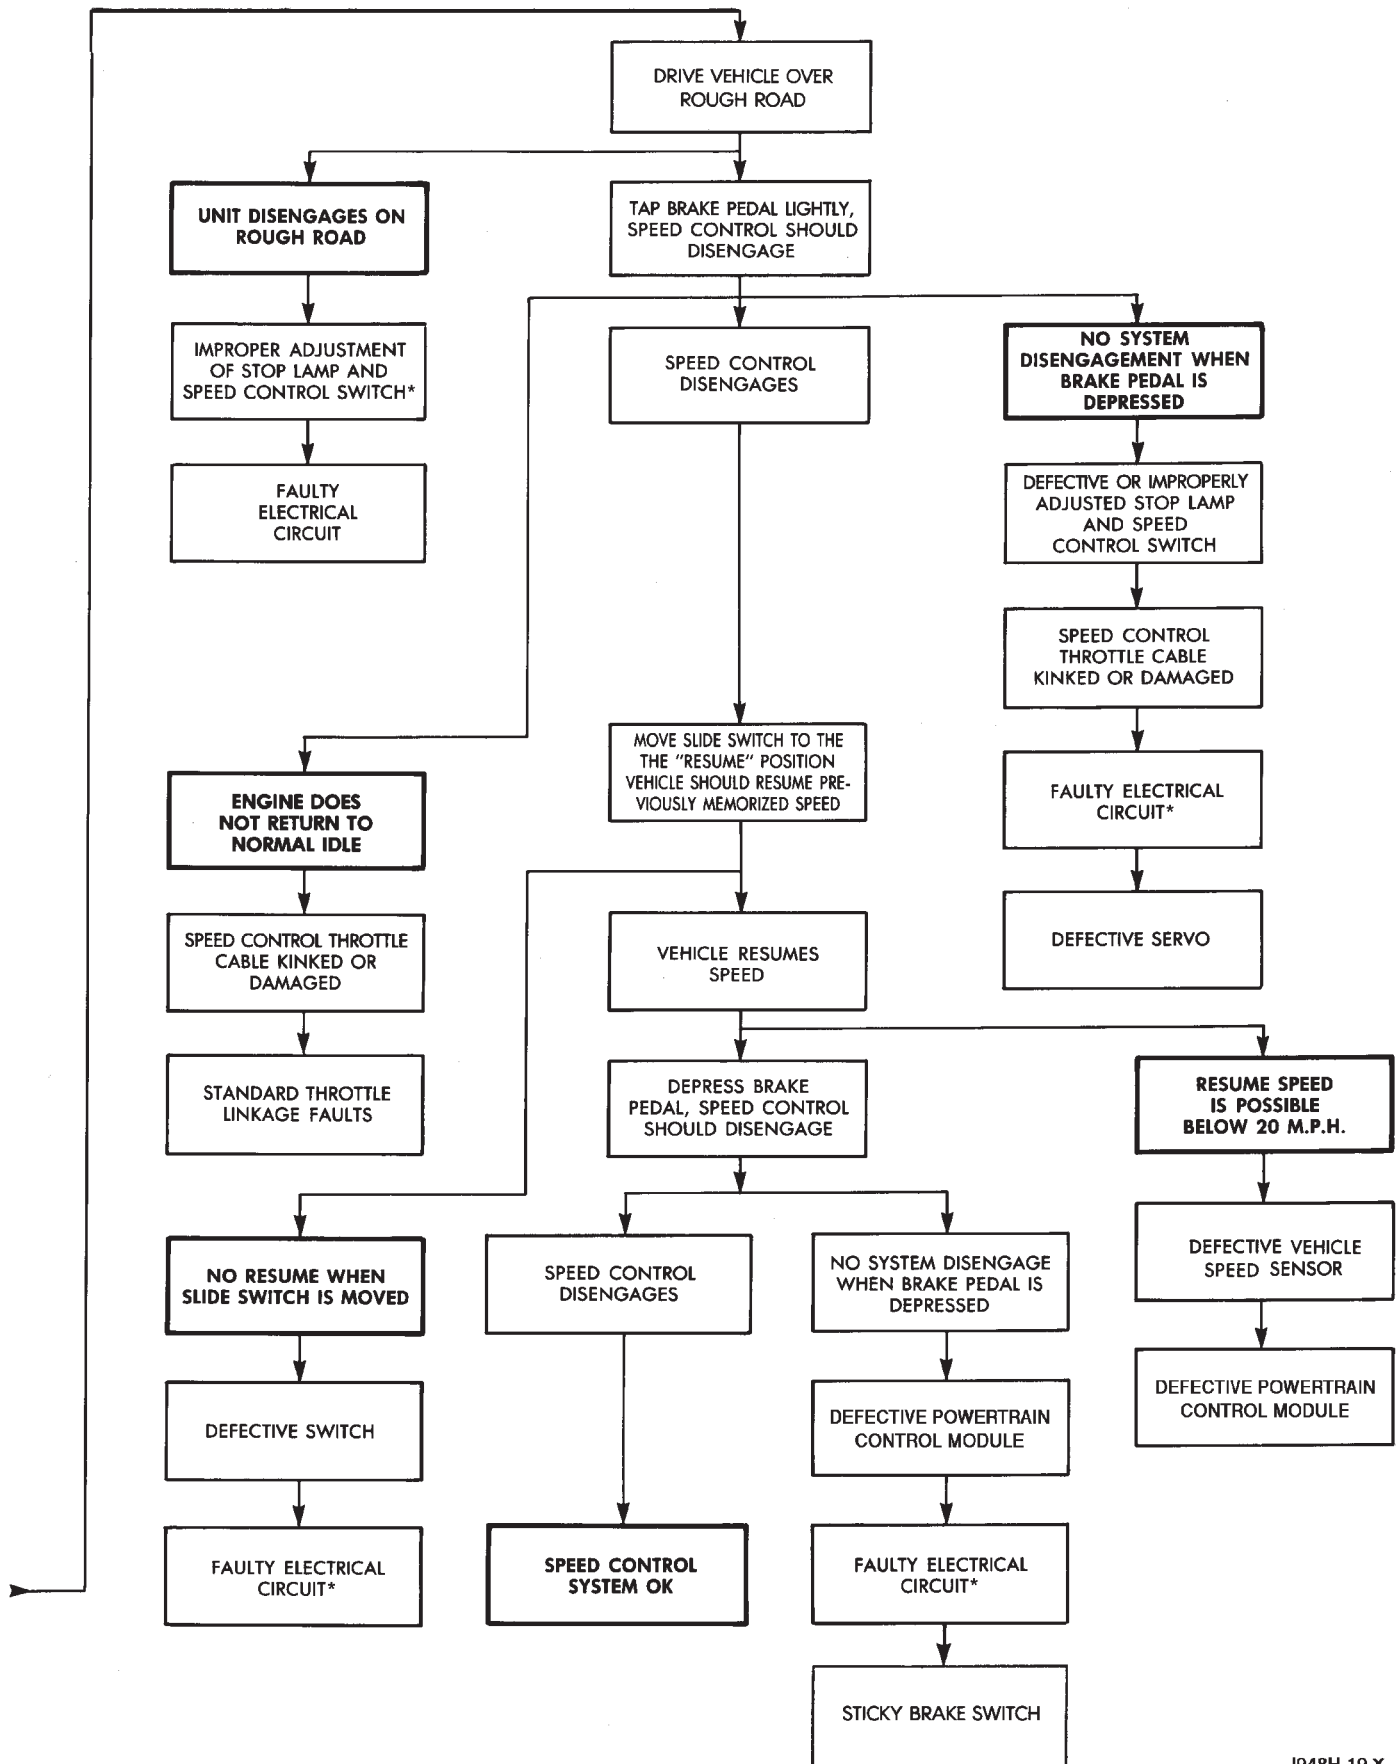 DRIVE VEHICLE OVER
ROUGH ROAD
UNIT DISENGAGES ON
ROUGH ROAD
TAP BRAKE PEDAL LIGHTLY,
SPEED CONTROL SHOULD
DISENGAGE
IMPROPER ADJUSTMENT
OF STOP LAMP AND
SPEED CONTROL SWITCH*
SPEED CONTROL
DISENGAGES
NO SYSTEM
DISENGAGEMENT WHEN
BRAKE PEDAL IS
DEPRESSED
FAULTY
ELECTRICAL
CIRCUIT
DEFECTIVE OR IMPROPERLY
ADJUSTED STOP LAMP
AND SPEED
CONTROL SWITCH
SPEED CONTROL
THROTTLE CABLE
KINKED OR DAMAGED
MOVE SLIDE SWITCH TO THE
THE "RESUME" POSITION
VEHICLE SHOULD RESUME PRE-
VIOUSLY MEMORIZED SPEED
ENGINE DOES
NOT RETURN TO
NORMAL IDLE
FAULTY ELECTRICAL
CIRCUIT*
SPEED CONTROL THROTTLE
CABLE KINKED OR
DAMAGED
VEHICLE RESUMES
SPEED
DEFECTIVE SERVO
STANDARD THROTTLE
LINKAGE FAULTS
DEPRESS BRAKE
PEDAL, SPEED CONTROL
SHOULD DISENGAGE
RESUME SPEED
IS POSSIBLE
BELOW 20 M.P.H.
NO RESUME WHEN
SLIDE SWITCH IS MOVED
SPEED CONTROL
DISENGAGES
NO SYSTEM DISENGAGE
WHEN BRAKE PEDAL IS
DEPRESSED
DEFECTIVE VEHICLE
SPEED SENSOR
DEFECTIVE SWITCH
DEFECTIVE POWERTRAIN
CONTROL MODULE
DEFECTIVE POWERTRAIN
CONTROL MODULE
FAULTY ELECTRICAL
CIRCUIT*
SPEED CONTROL
SYSTEM OK
FAULTY ELECTRICAL
CIRCUIT*
STICKY BRAKE SWITCH